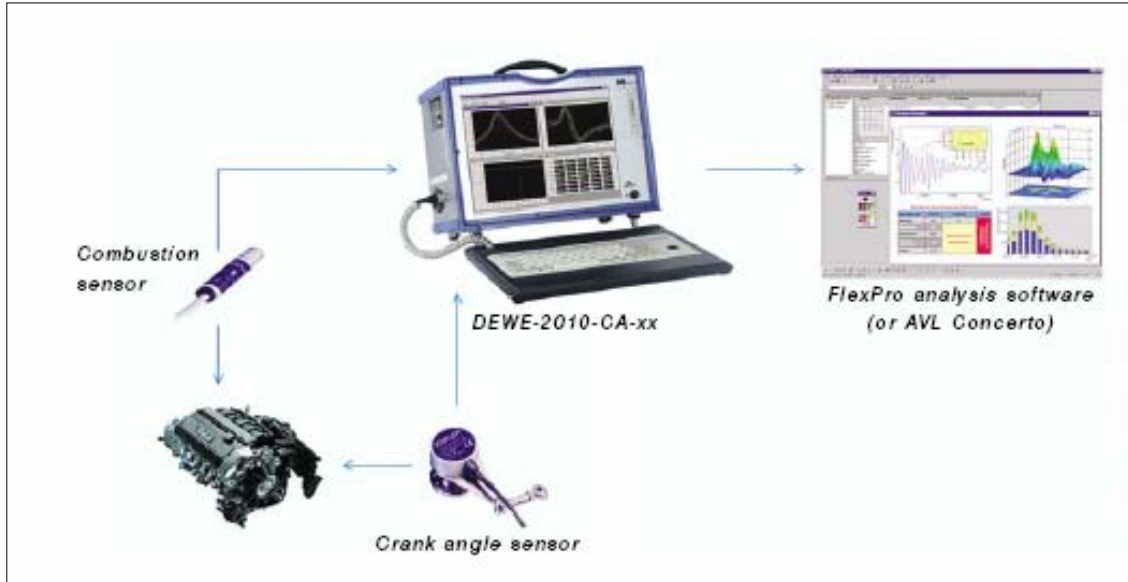 Combustion
sensor
DEWE-2010-CA-xx
FlexPro analysis software
(or AVL Concerto)
Crank angle sensor